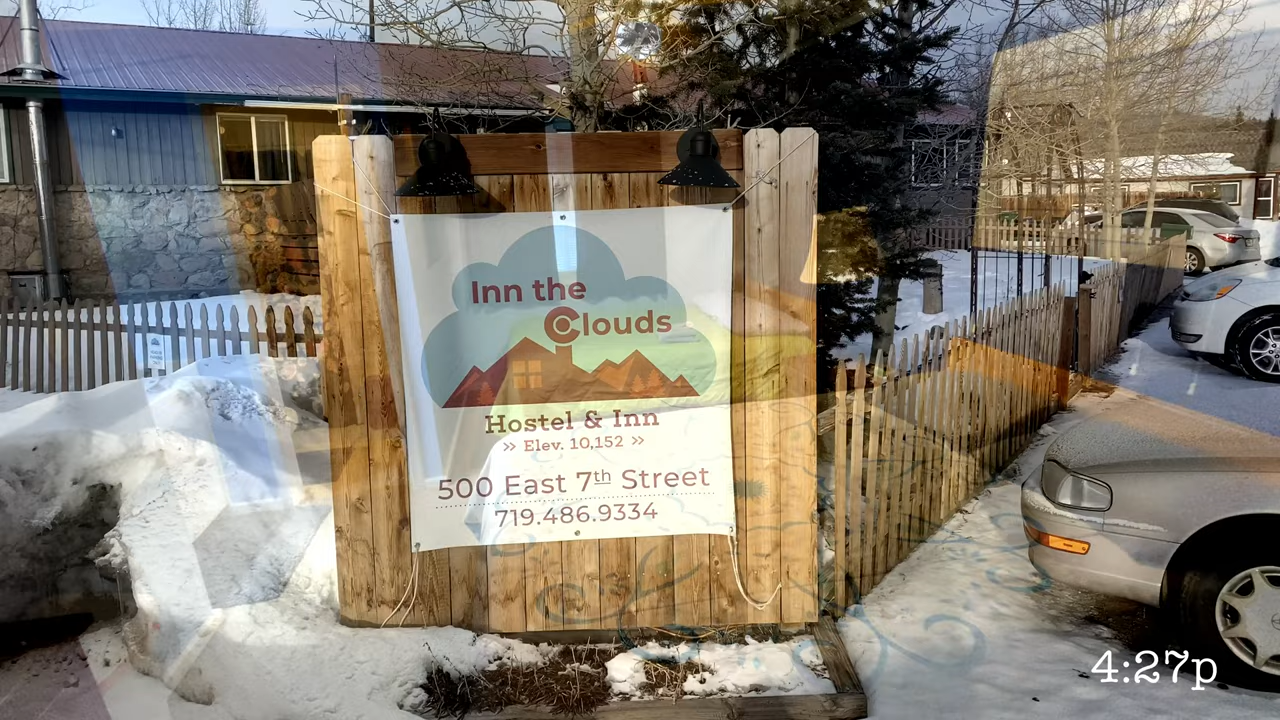 Inn the
Clouds
Hostel & Inn
>> Elev. 10,152 >>
500 East 7th Street
719.486.9334
4:27p